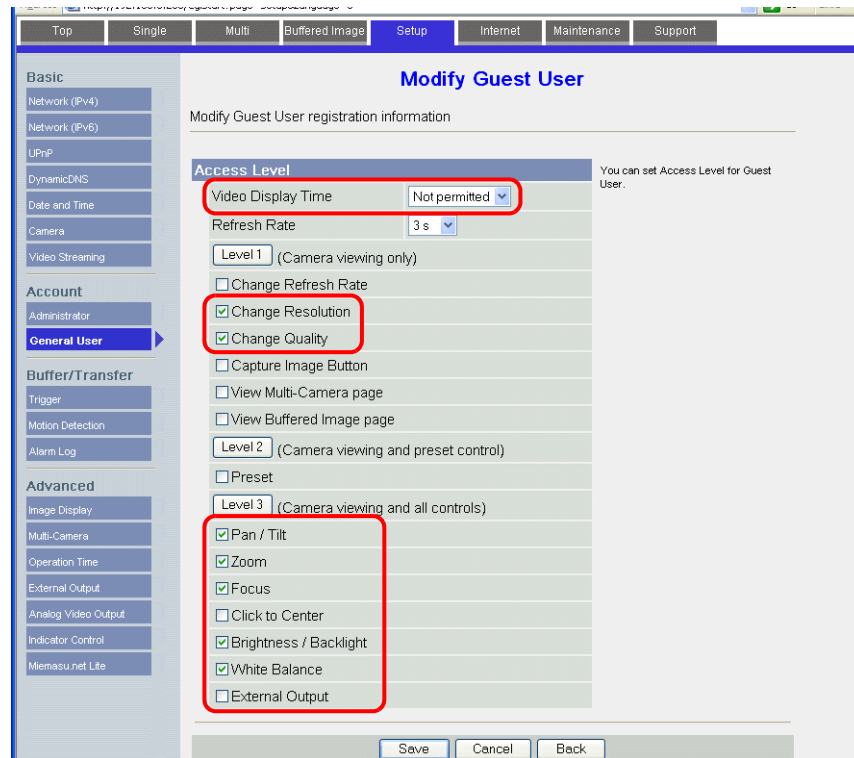 Top Single Multi Buffered Image Setup Internet Maintenance Support
Basic
Network (IPv4)
Network (IPv6)
UPnP
DynamicDNS
Date and Time
Camera
Video Streaming
Account
Administrator
General User
Buffer/Transfer
Trigger
Motion Detection
Alarm Log
Advanced
Image Display
Multi-Camera
Operation Time
External Output
Analog Video Output
Indicator Control
Miemasu.net Lite
Modify Guest User
Modify Guest User registration information
Access Level
Video Display Time Not permitted
Refresh Rate 3 s
Level 1 (Camera viewing only)
Change Refresh Rate
Change Resolution
Change Quality
Capture Image Button
View Multi-Camera page
View Buffered Image page
Level 2 (Camera viewing and preset control)
Preset
Level 3 (Camera viewing and all controls)
Pan / Tilt
Zoom
Focus
Click to Center
Brightness / Backlight
White Balance
External Output
You can set Access Level for Guest
User.
Save Cancel Back